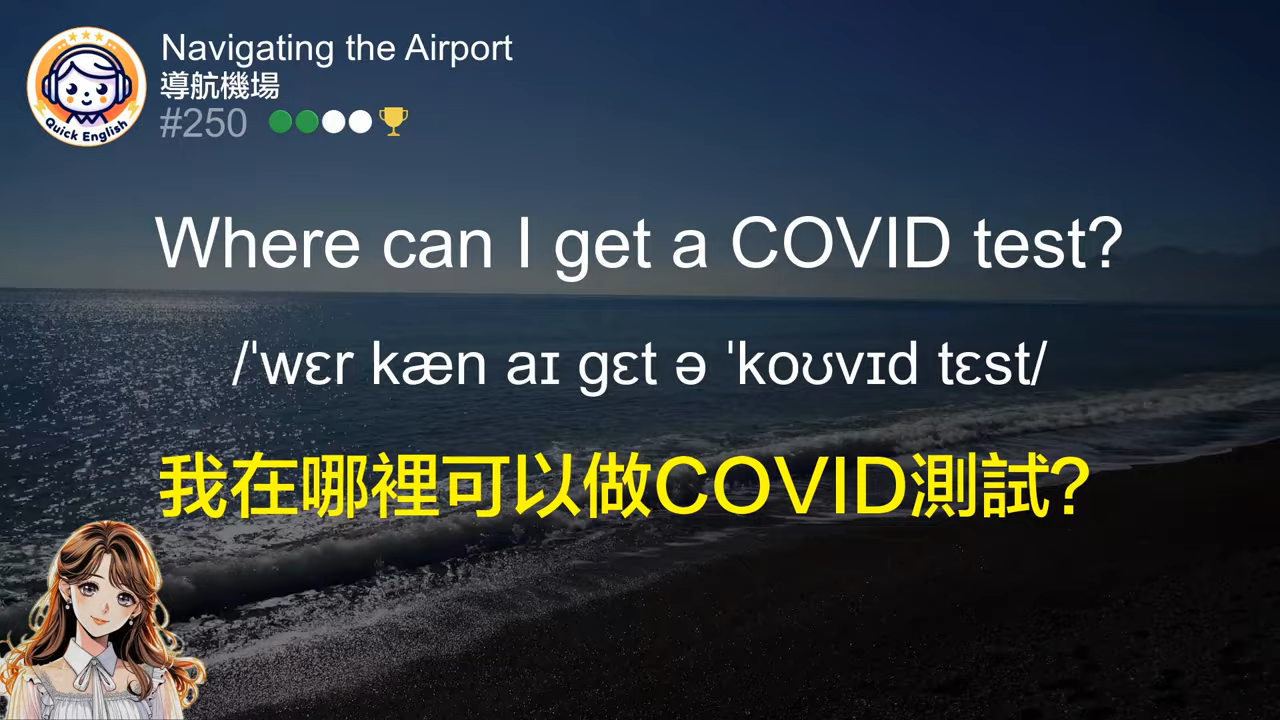 Navigating the Airport
導航機場
#250
Quick English
Where can I get a COVID test?
/ˈwɛr kæn aɪ gɛt ə ˈkoʊvɪd tɛst/
我在哪裡可以做COVID測試?